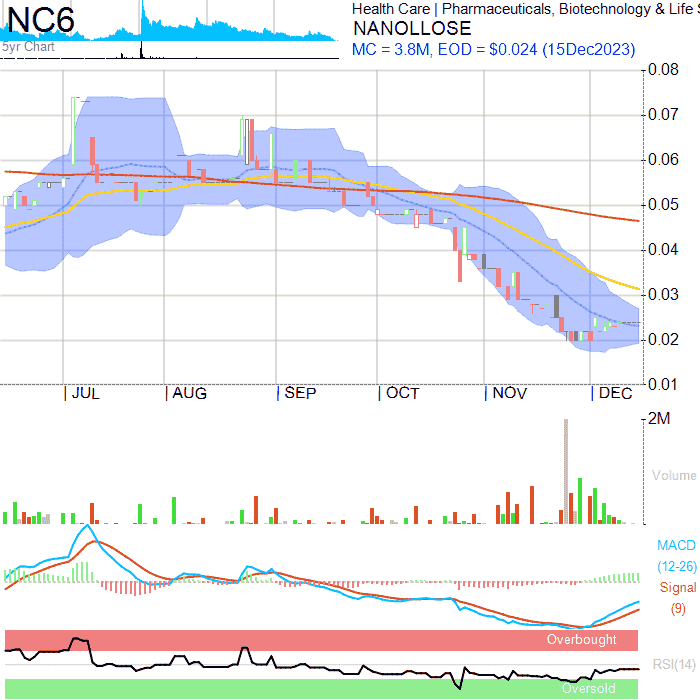 NC6
5yr Chart
Health Care | Pharmaceuticals, Biotechnology & Life S
NANOLLOSE
MC = 3.8M, EOD = $0.024 (15Dec2023)
0.08
0.07
0.06
0.05
0.04
0.03
0.02
0.01
JUL AUG SEP OCT NOV DEC
2M
Volume
MACD
(12-26)
Signal
(9)
Overbought
RSI(14)
Oversold